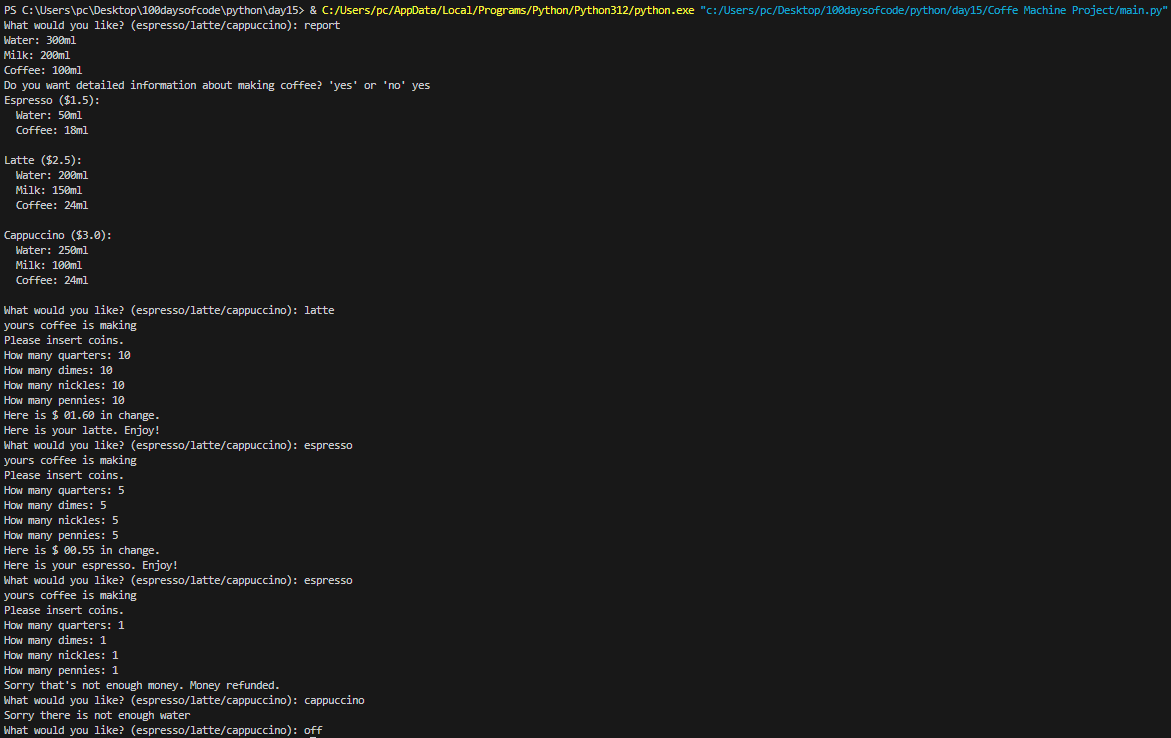 PS C:\Users\pc\Desktop\100daysofcode\python\day15> & C:/Users/pc/AppData/Local/Programs/Python/Python312/python.exe "c:/Users/pc/Desktop/100daysofcode/python/day15/Coffe Machine Project/main.py"
What would you like? (espresso/latte/cappuccino): report
Water: 300ml
Milk: 200ml
Coffee: 100ml
Do you want detailed information about making coffee? 'yes' or 'no' yes
Espresso ($1.5):
  Water: 50ml
  Coffee: 18ml

Latte ($2.5):
  Water: 200ml
  Milk: 150ml
  Coffee: 24ml

Cappuccino ($3.0):
  Water: 250ml
  Milk: 100ml
  Coffee: 24ml

What would you like? (espresso/latte/cappuccino): latte
yours coffee is making
Please insert coins.
How many quarters: 10
How many dimes: 10
How many nickles: 10
How many pennies: 10
Here is $ 01.60 in change.
Here is your latte. Enjoy!
What would you like? (espresso/latte/cappuccino): espresso
yours coffee is making
Please insert coins.
How many quarters: 5
How many dimes: 5
How many nickles: 5
How many pennies: 5
Here is $ 00.55 in change.
Here is your espresso. Enjoy!
What would you like? (espresso/latte/cappuccino): espresso
yours coffee is making
Please insert coins.
How many quarters: 1
How many dimes: 1
How many nickles: 1
How many pennies: 1
Sorry that's not enough money. Money refunded.
What would you like? (espresso/latte/cappuccino): cappuccino
Sorry there is not enough water
What would you like? (espresso/latte/cappuccino): off